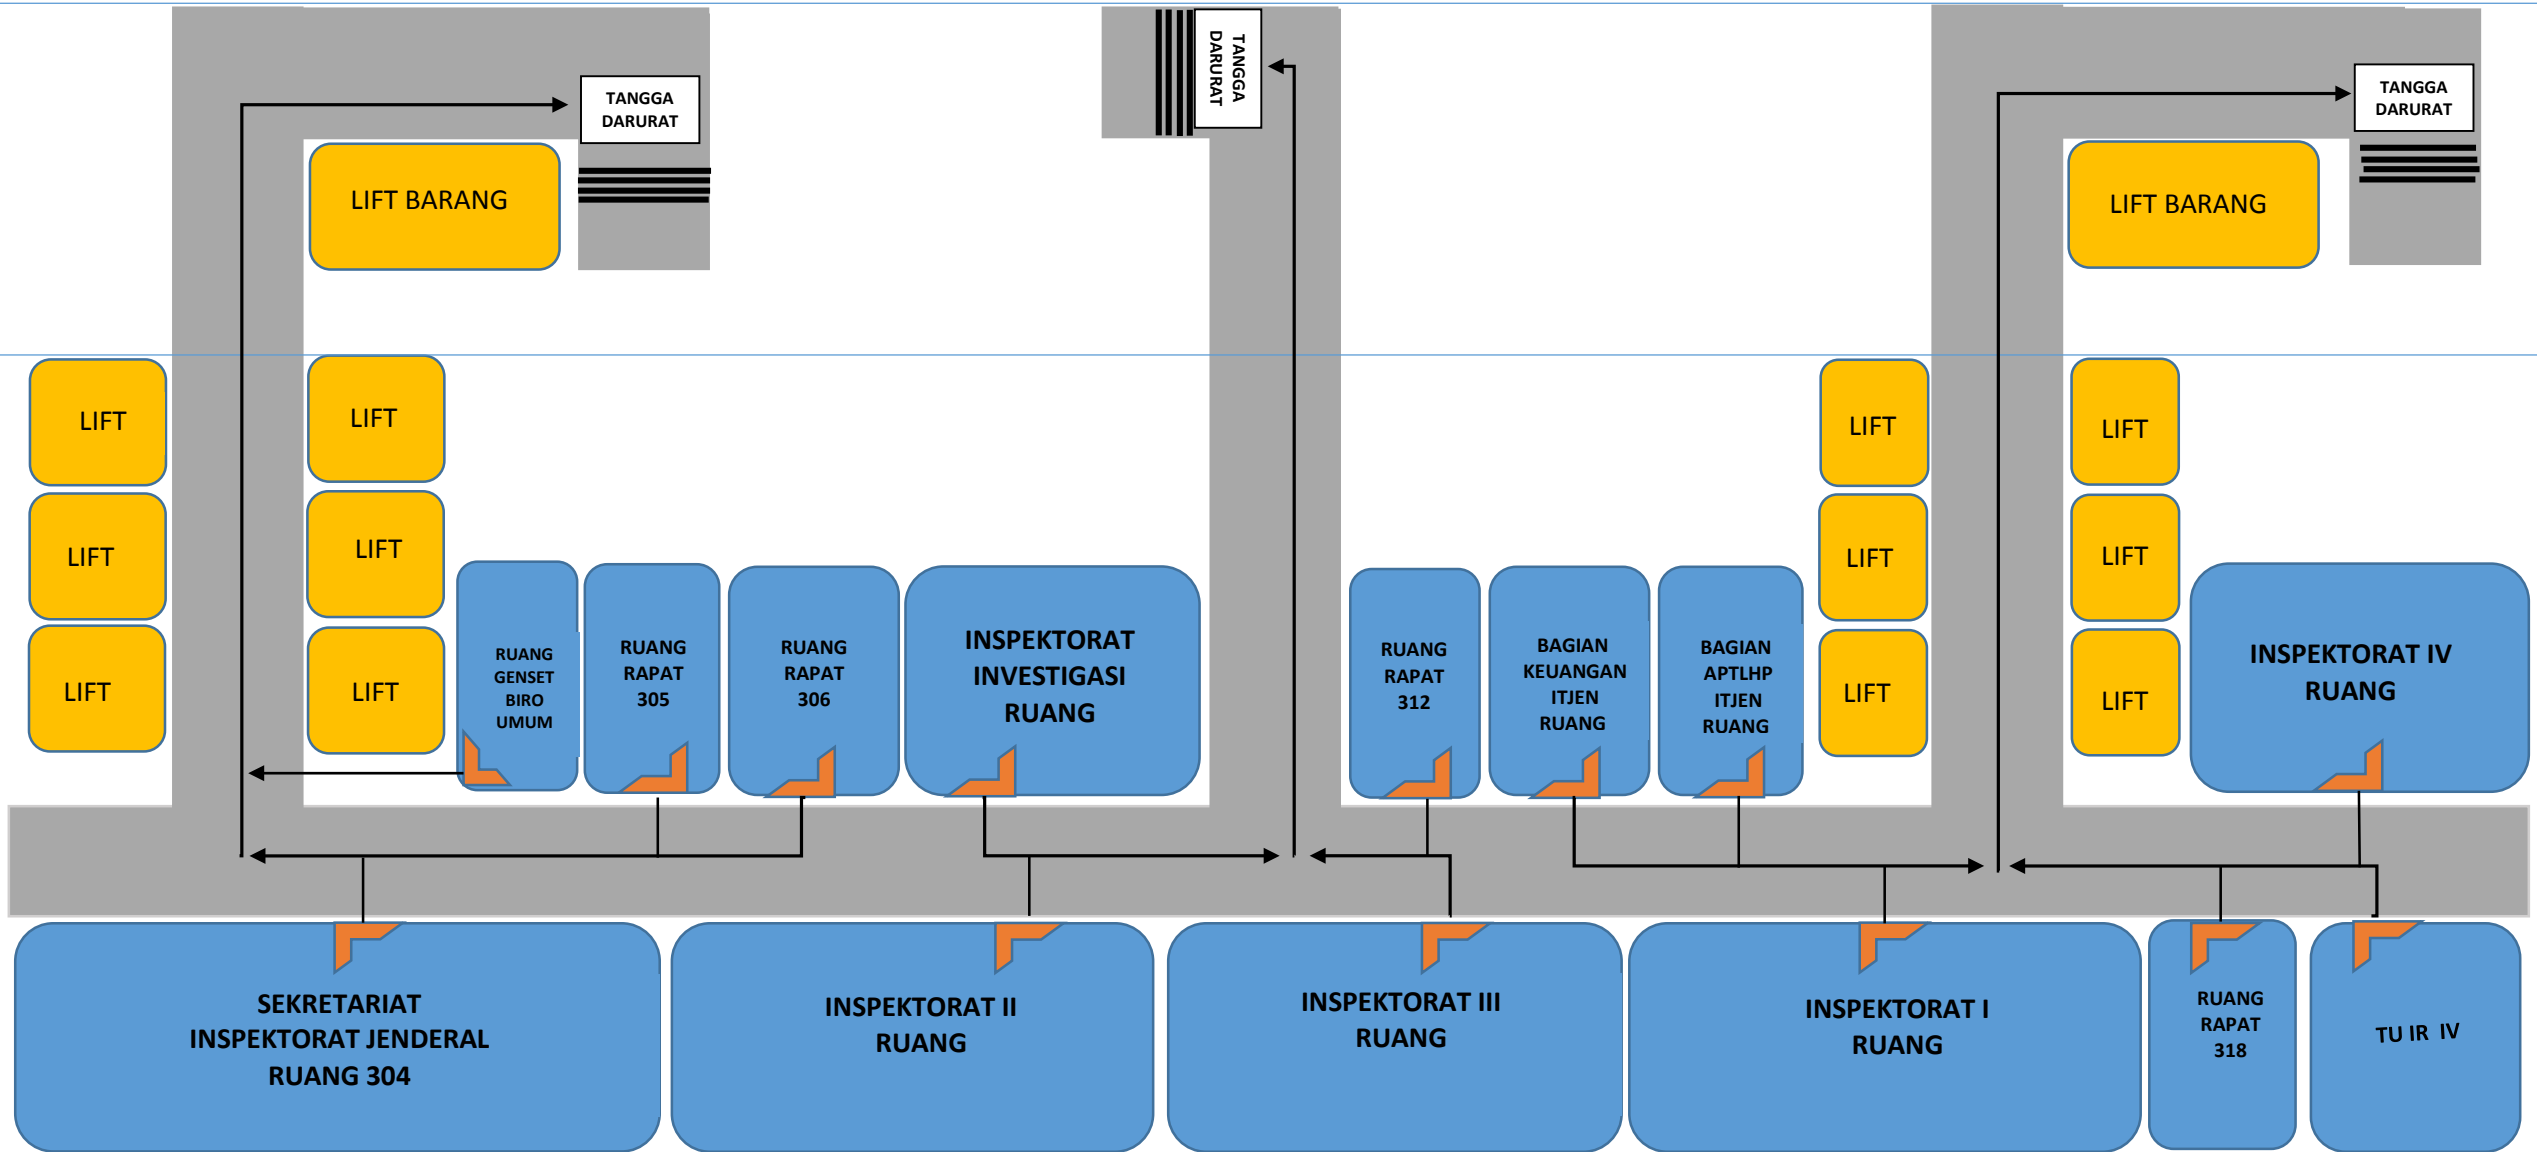 TANGGA
DARURAT
TANGGA
DARURAT
TANGGA
DARURAT
LIFT BARANG
LIFT BARANG
LIFT
LIFT
LIFT
LIFT
LIFT
LIFT
LIFT
LIFT
LIFT
LIFT
LIFT
LIFT
RUANG
GENSET
BIRO
UMUM
RUANG
RAPAT
305
RUANG
RAPAT
306
INSPEKTORAT
INVESTIGASI
RUANG
RUANG
RAPAT
312
BAGIAN
KEUANGAN
ITJEN
RUANG
BAGIAN
APTLHP
ITJEN
RUANG
INSPEKTORAT IV
RUANG
SEKRETARIAT
INSPEKTORAT JENDERAL
RUANG 304
INSPEKTORAT II
RUANG
INSPEKTORAT III
RUANG
INSPEKTORAT I
RUANG
RUANG
RAPAT
318
TU IR IV